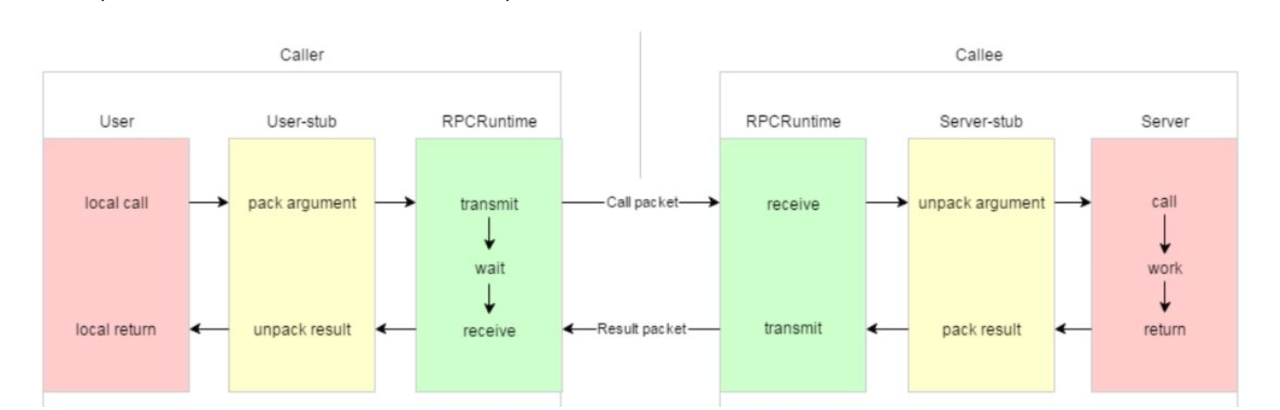 Caller
Callee
User
User-stub
RPCRuntime
RPCRuntime
Server-stub
Server
local call
pack argument
transmit
Call packet
receive
unpack argument
call
wait
work
local return
unpack result
receive
Result packet
transmit
pack result
return